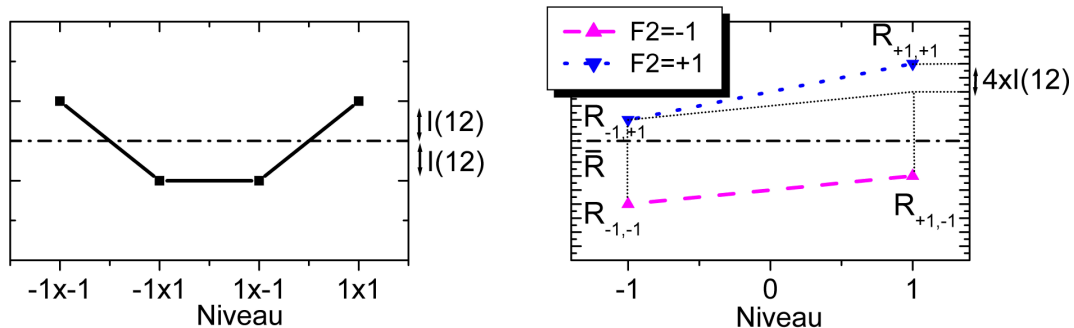 I(12)
I(12)
-1x-1 -1x1 1x-1 1x1
Niveau
F2=-1
F2=+1
R+1,+1
4xI(12)
R-1,+1
R̅
R-1,-1
R+1,-1
-1 0 1
Niveau